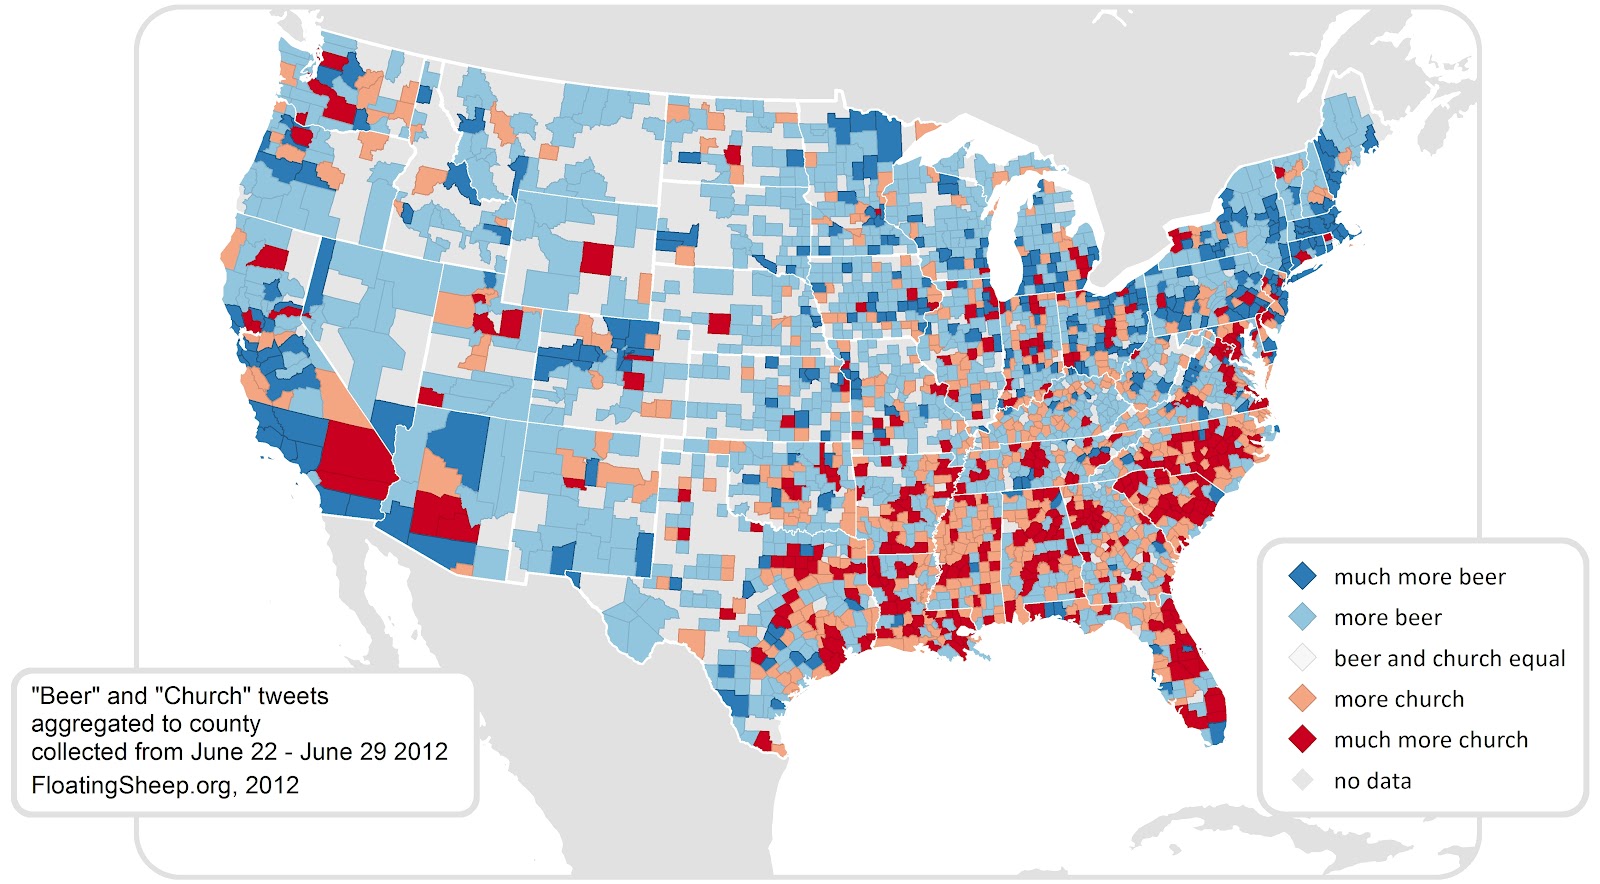 "Beer" and "Church" tweets
aggregated to county
collected from June 22 - June 29 2012
FloatingSheep.org, 2012
much more beer
more beer
beer and church equal
more church
much more church
no data